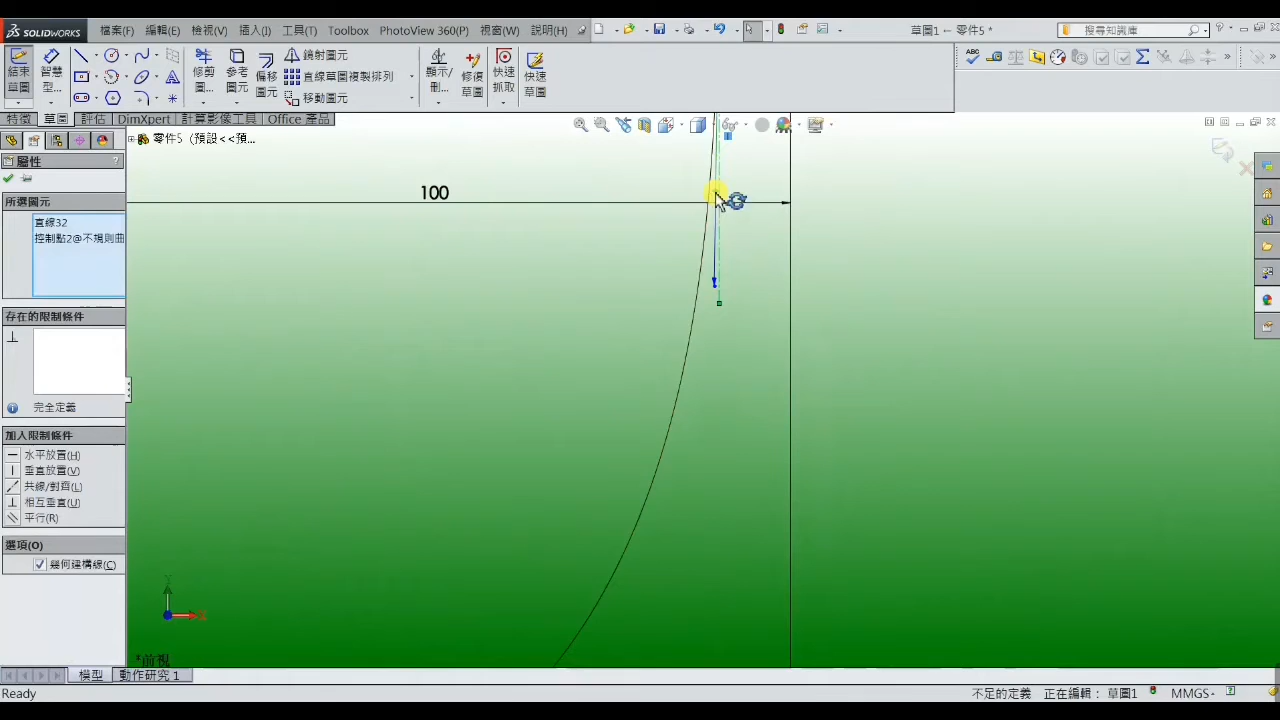 SOLIDWORKS 檔案(F) 編輯(E) 檢視(V) 插入(I) 工具(T) Toolbox PhotoView 360(P) 視窗(W) 說明(H) 草圖1 - 零件5 * 搜尋知識庫
結束草圖 智慧型... 修剪圖... 參考圖元 偏移圖元 鏡射圖元 直線草圖複製排列 移動圖元 顯示/... 修復草圖 快速抓取 快速草圖
特徵 草圖 評估 DimXpert 計算影像工具 Office 產品
零件5 (預設<<預...
屬性 ?
所選圖元
直線32
控制點2@不規則曲
100
存在的限制條件
完全定義
加入限制條件
水平放置(H)
垂直放置(V)
共線/對齊(L)
相互垂直(U)
平行(R)
選項(O)
幾何建構線(C)
Y
X
*前視
模型 動作研究 1
Ready 不足的定義 正在編輯: 草圖1 MMGS